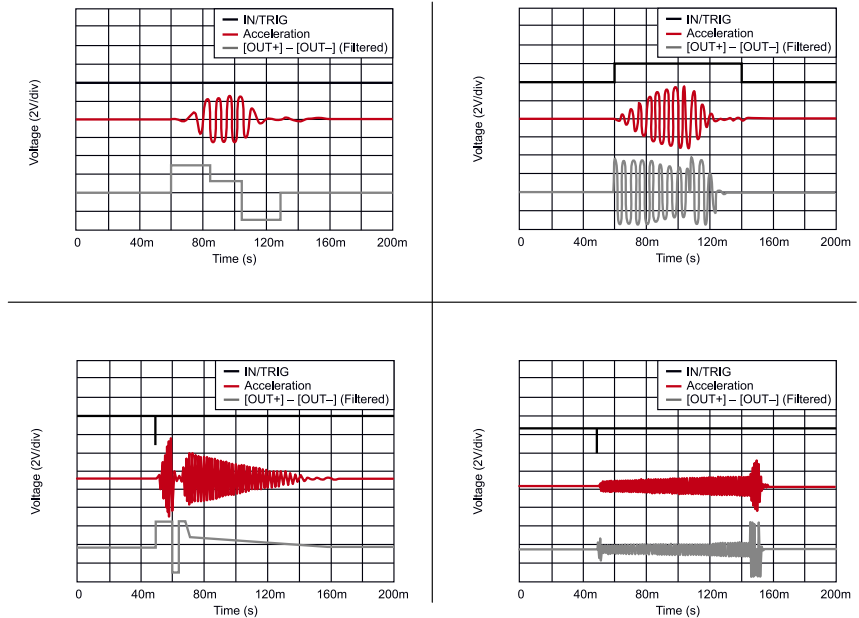 IN/TRIG
Acceleration
[OUT+] – [OUT–] (Filtered)
Voltage (2V/div)
0 40m 80m 120m 160m 200m
Time (s)
IN/TRIG
Acceleration
[OUT+] – [OUT–] (Filtered)
Voltage (2V/div)
0 40m 80m 120m 160m 200m
Time (s)
IN/TRIG
Acceleration
[OUT+] – [OUT–] (Filtered)
Voltage (2V/div)
0 40m 80m 120m 160m 200m
Time (s)
IN/TRIG
Acceleration
[OUT+] – [OUT–] (Filtered)
Voltage (2V/div)
0 40m 80m 120m 160m 200m
Time (s)